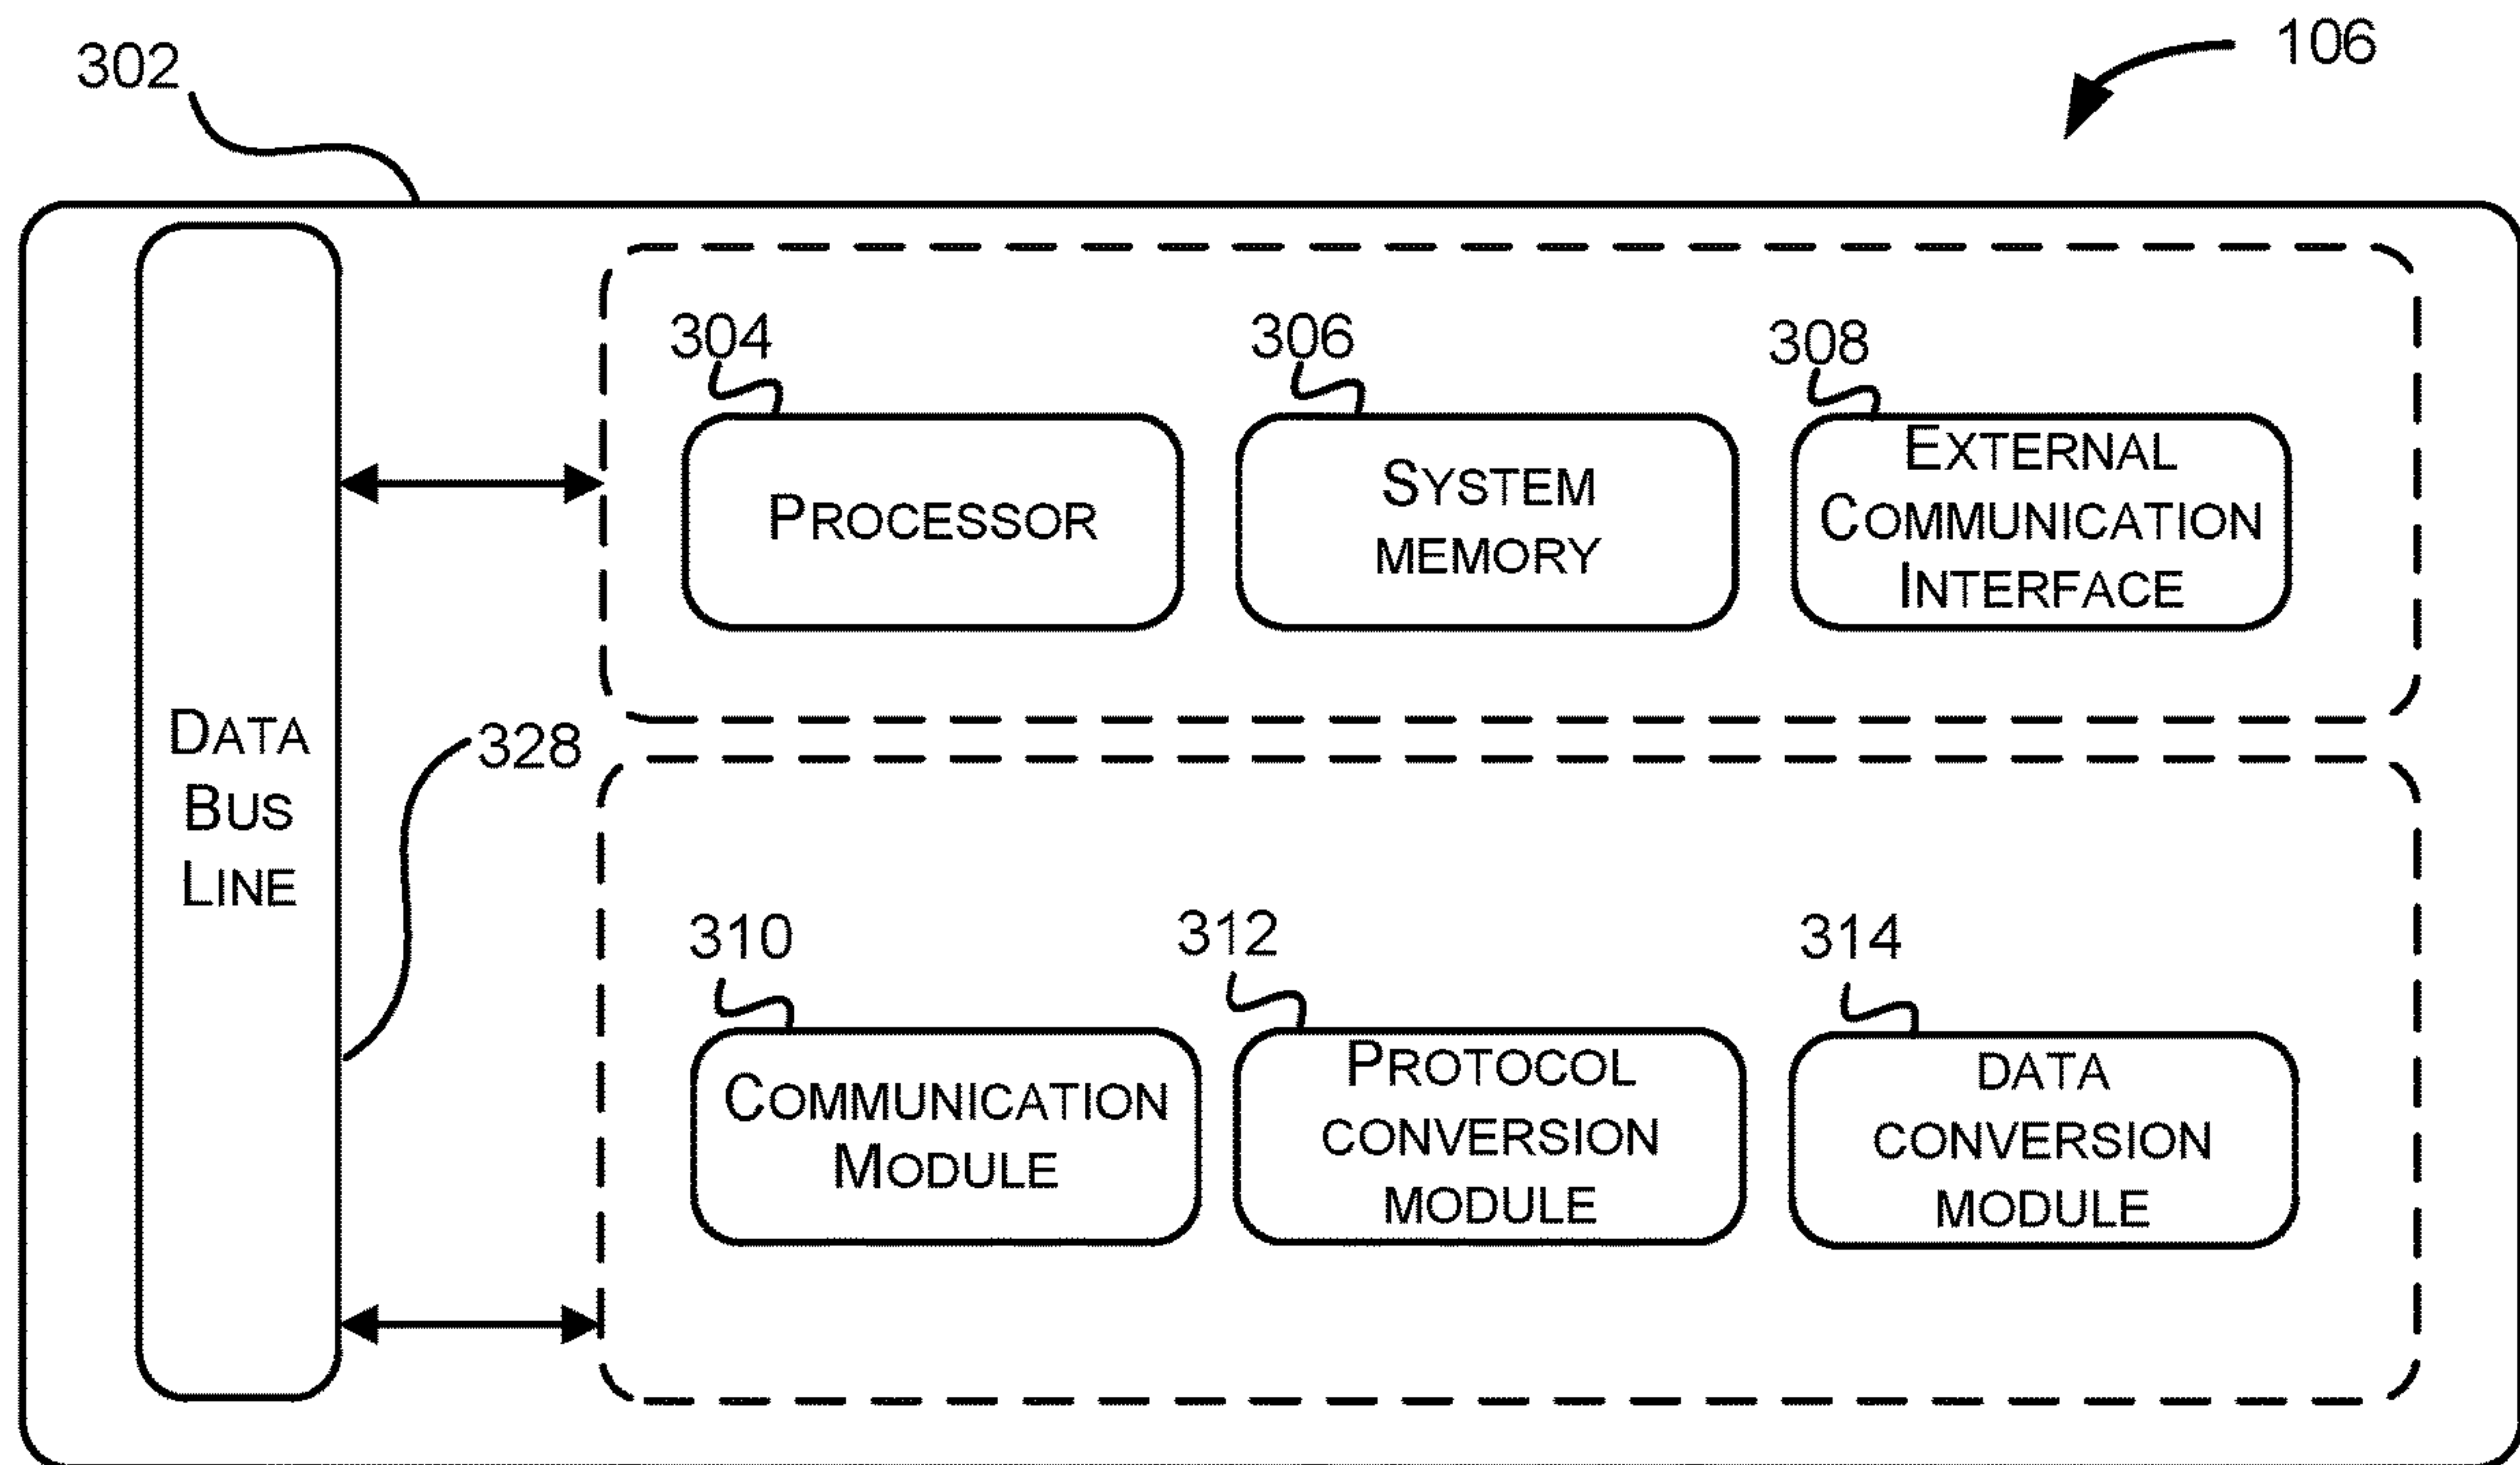 302
106
304
306
308
PROCESSOR
SYSTEM
MEMORY
EXTERNAL
COMMUNICATION
INTERFACE
DATA
BUS
LINE
328
310
312
314
COMMUNICATION
MODULE
PROTOCOL
CONVERSION
MODULE
DATA
CONVERSION
MODULE